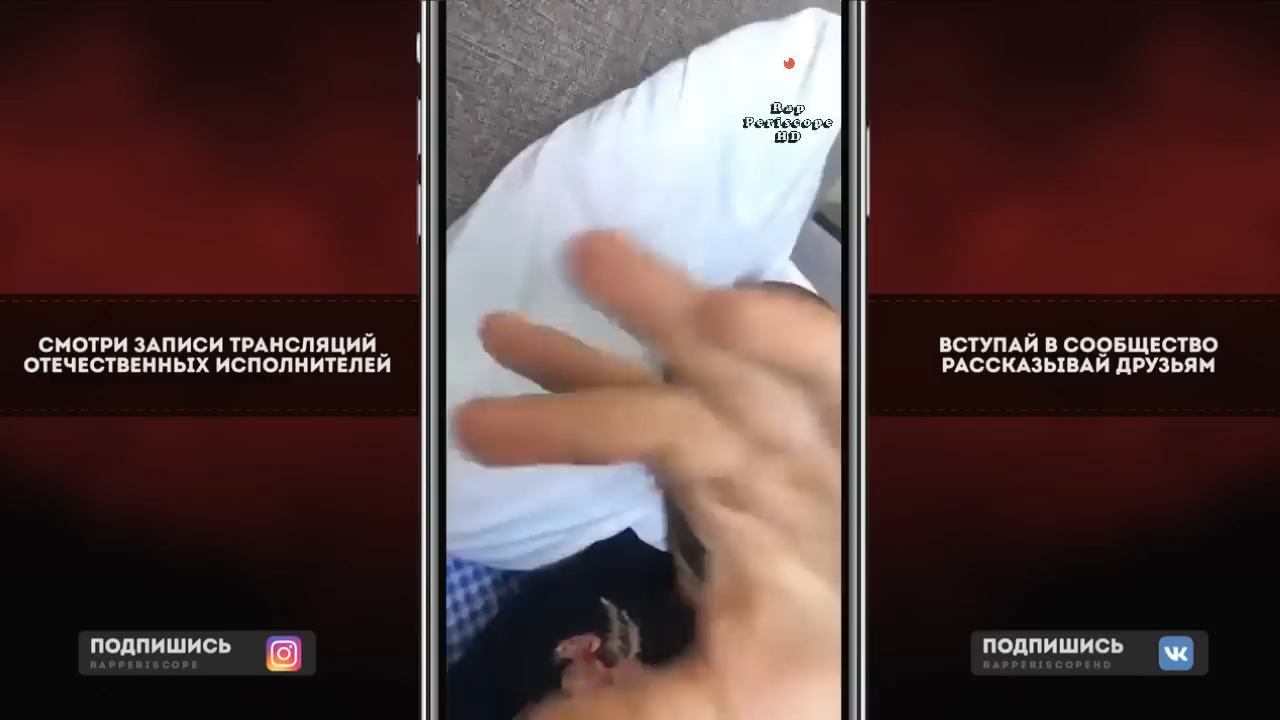 Rap
Periscope
HD
СМОТРИ ЗАПИСИ ТРАНСЛЯЦИЙ
ОТЕЧЕСТВЕННЫХ ИСПОЛНИТЕЛЕЙ
ВСТУПАЙ В СООБЩЕСТВО
РАССКАЗЫВАЙ ДРУЗЬЯМ
ПОДПИШИСЬ
RAPPERISCOPE
ПОДПИШИСЬ
RAPPERISCOPEHD